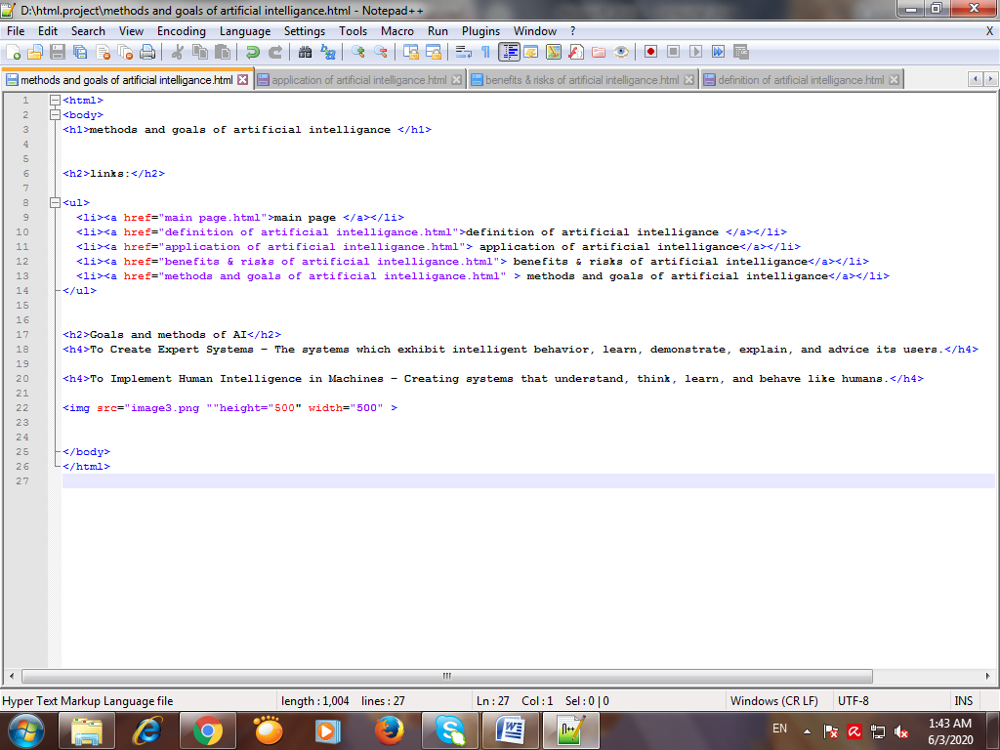 D:\html.project\methods and goals of artificial intelligance.html - Notepad++
File Edit Search View Encoding Language Settings Tools Macro Run Plugins Window ? X
methods and goals of artificial intelligance.html application of artificial intelligance.html benefits & risks of artificial intelligance.html definition of artificial intelligance.html
1 <html>
2 <body>
3 <h1>methods and goals of artificial intelligance </h1>
4
5
6 <h2>links:</h2>
7
8 <ul>
9 <li><a href="main page.html">main page </a></li>
10 <li><a href="definition of artificial intelligance.html">definition of artificial intelligance </a></li>
11 <li><a href="application of artificial intelligance.html"> application of artificial intelligance</a></li>
12 <li><a href="benefits & risks of artificial intelligance.html"> benefits & risks of artificial intelligance</a></li>
13 <li><a href="methods and goals of artificial intelligance.html" > methods and goals of artificial intelligance</a></li>
14 </ul>
15
16
17 <h2>Goals and methods of AI</h2>
18 <h4>To Create Expert Systems − The systems which exhibit intelligent behavior, learn, demonstrate, explain, and advice its users.</h4>
19
20 <h4>To Implement Human Intelligence in Machines − Creating systems that understand, think, learn, and behave like humans.</h4>
21
22 <img src="image3.png ""height="500" width="500" >
23
24
25 </body>
26 </html>
27
Hyper Text Markup Language file length : 1,004 lines : 27 Ln : 27 Col : 1 Sel : 0 | 0 Windows (CR LF) UTF-8 INS
EN 1:43 AM
6/3/2020